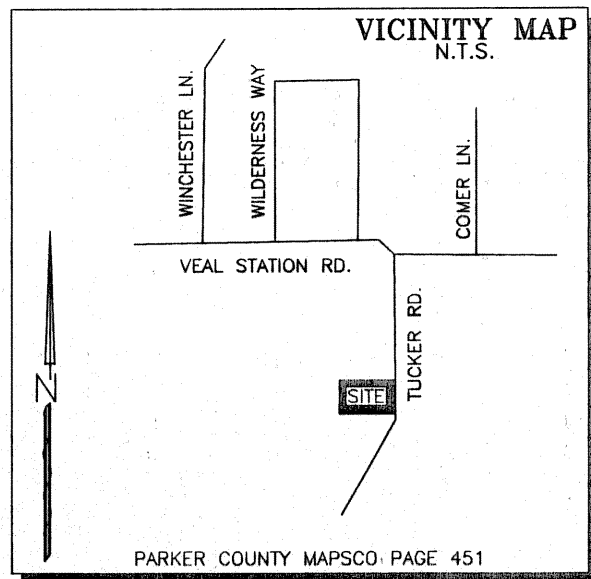 VICINITY MAP
N.T.S.
WINCHESTER LN.
WILDERNESS WAY
COMER LN.
VEAL STATION RD.
TUCKER RD.
SITE
N
PARKER COUNTY MAPSCO PAGE 451